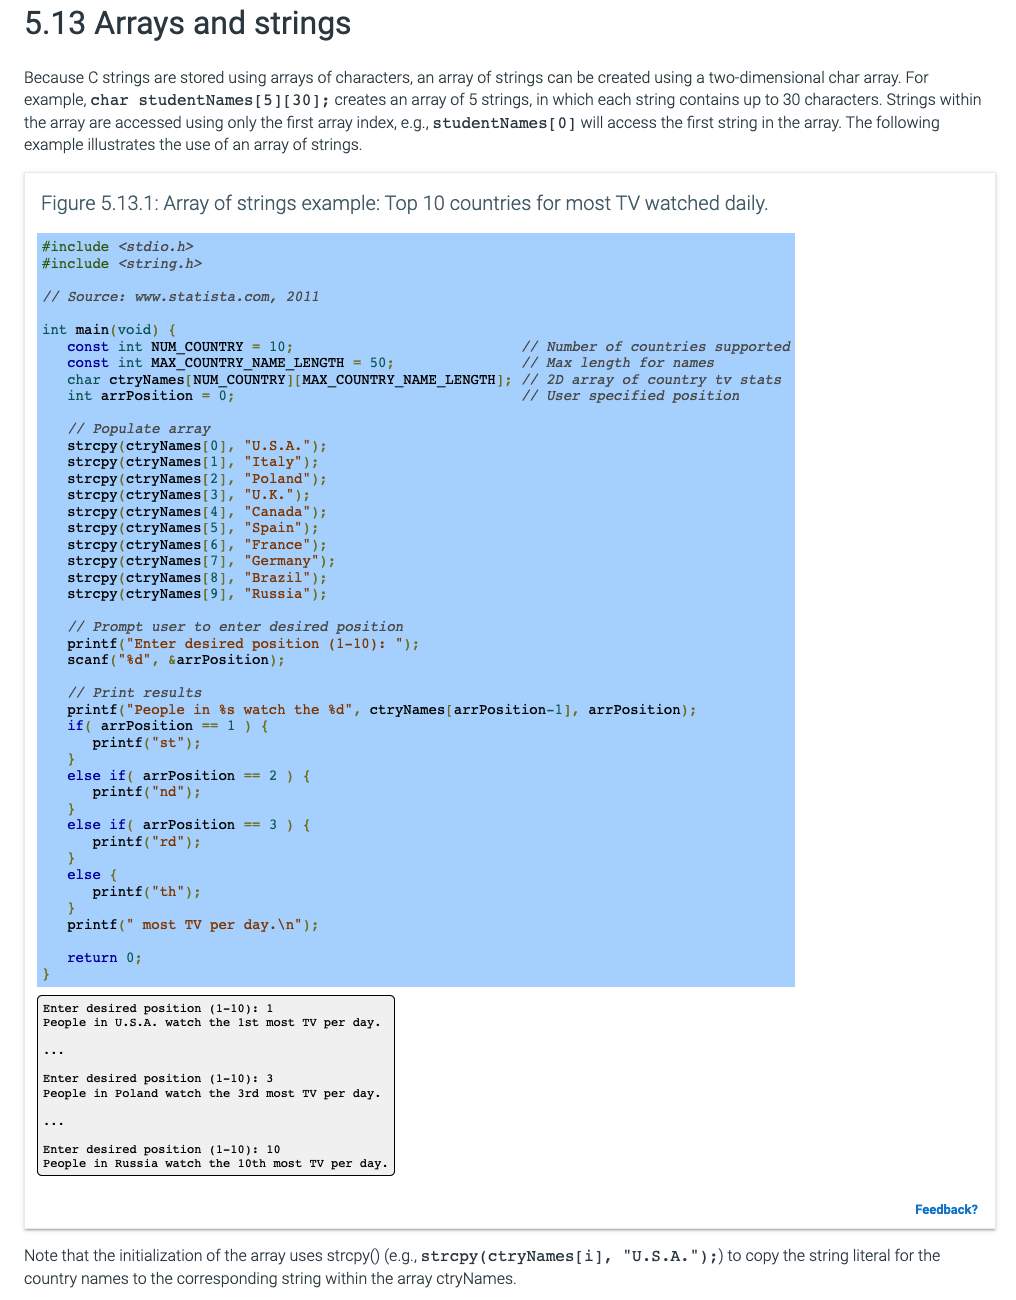 5.13 Arrays and strings
Because C strings are stored using arrays of characters, an array of strings can be created using a two-dimensional char array. For
example, char studentNames[5][30]; creates an array of 5 strings, in which each string contains up to 30 characters. Strings within
the array are accessed using only the first array index, e.g., studentNames[0] will access the first string in the array. The following
example illustrates the use of an array of strings.
Figure 5.13.1: Array of strings example: Top 10 countries for most TV watched daily.
#include <stdio.h>
#include <string.h>
// Source: www.statista.com, 2011
int main(void) {
   const int NUM_COUNTRY = 10;                           // Number of countries supported
   const int MAX_COUNTRY_NAME_LENGTH = 50;               // Max length for names
   char ctryNames[NUM_COUNTRY][MAX_COUNTRY_NAME_LENGTH]; // 2D array of country tv stats
   int arrPosition = 0;                                  // User specified position
   // Populate array
   strcpy(ctryNames[0], "U.S.A.");
   strcpy(ctryNames[1], "Italy");
   strcpy(ctryNames[2], "Poland");
   strcpy(ctryNames[3], "U.K.");
   strcpy(ctryNames[4], "Canada");
   strcpy(ctryNames[5], "Spain");
   strcpy(ctryNames[6], "France");
   strcpy(ctryNames[7], "Germany");
   strcpy(ctryNames[8], "Brazil");
   strcpy(ctryNames[9], "Russia");
   // Prompt user to enter desired position
   printf("Enter desired position (1-10): ");
   scanf("%d", &arrPosition);
   // Print results
   printf("People in %s watch the %d", ctryNames[arrPosition-1], arrPosition);
   if( arrPosition == 1 ) {
      printf("st");
   }
   else if( arrPosition == 2 ) {
      printf("nd");
   }
   else if( arrPosition == 3 ) {
      printf("rd");
   }
   else {
      printf("th");
   }
   printf(" most TV per day.\n");
   return 0;
}
Enter desired position (1-10): 1
People in U.S.A. watch the 1st most TV per day.
...
Enter desired position (1-10): 3
People in Poland watch the 3rd most TV per day.
...
Enter desired position (1-10): 10
People in Russia watch the 10th most TV per day.
Feedback?
Note that the initialization of the array uses strcpy() (e.g., strcpy(ctryNames[i], "U.S.A.");) to copy the string literal for the
country names to the corresponding string within the array ctryNames.